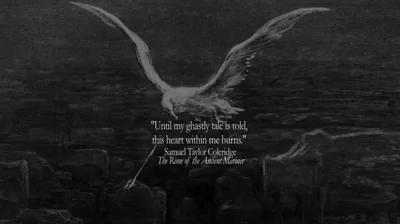 "Until my ghastly tale is told,
this heart within me burns."
Samuel Taylor Coleridge
The Rime of the Ancient Mariner